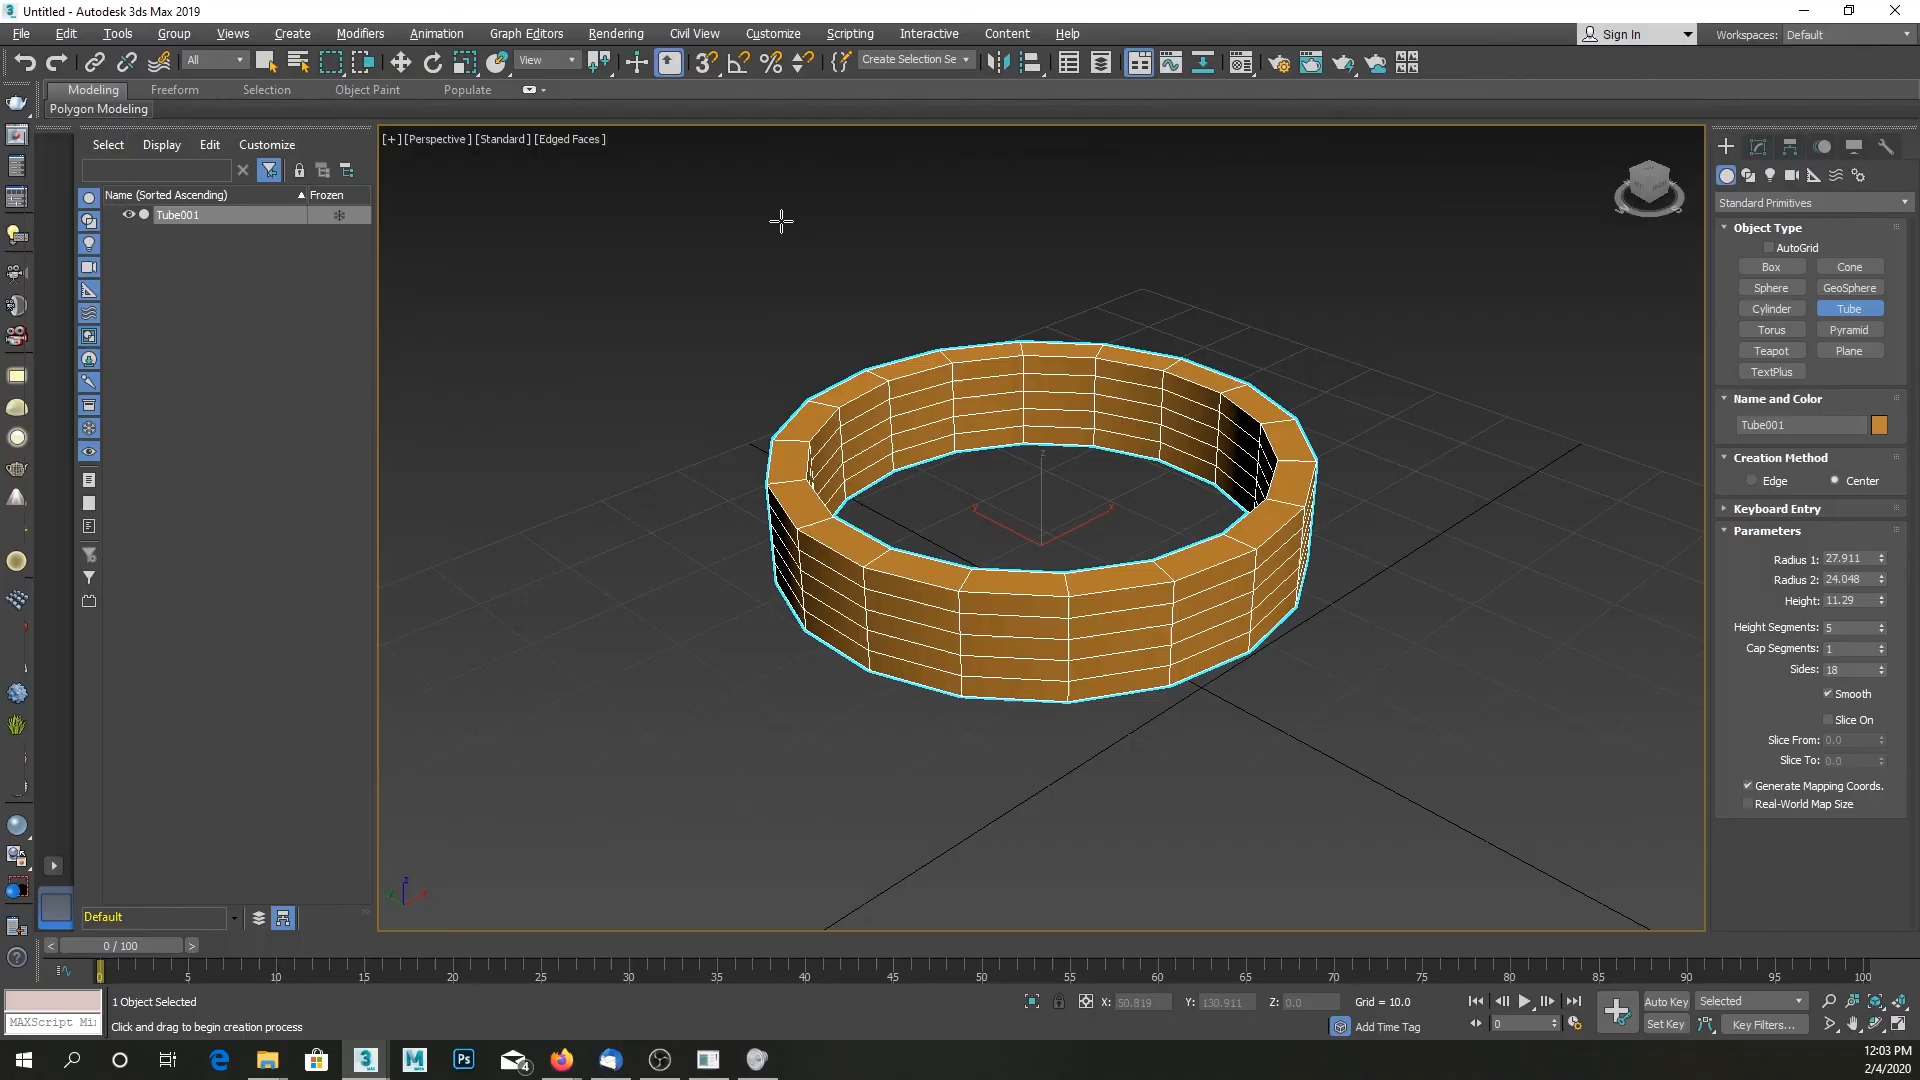 Untitled - Autodesk 3ds Max 2019
File Edit Tools Group Views Create Modifiers Animation Graph Editors Rendering Civil View Customize Scripting Interactive Content Help
Sign In Workspaces: Default
All View Create Selection Se
Modeling Freeform Selection Object Paint Populate
Polygon Modeling
[+] [Perspective] [Standard] [Edged Faces]
Select Display Edit Customize
Name (Sorted Ascending) Frozen
Tube001
Standard Primitives
Object Type
AutoGrid
Box Cone
Sphere GeoSphere
Cylinder Tube
Torus Pyramid
Teapot Plane
TextPlus
Name and Color
Tube001
Creation Method
Edge Center
Keyboard Entry
Parameters
Radius 1: 27.911
Radius 2: 24.048
Height: 11.29
Height Segments: 5
Cap Segments: 1
Sides: 18
Smooth
Slice On
Slice From: 0.0
Slice To: 0.0
Generate Mapping Coords.
Real-World Map Size
z
y x
z
Default
< 0 / 100 >
0 5 10 15 20 25 30 35 40 45 50 55 60 65 70 75 80 85 90 95 100
1 Object Selected
X: 50.819 Y: 130.911 Z: 0.0 Grid = 10.0
Auto Key Selected
MAXScript Mi
Click and drag to begin creation process
Add Time Tag
0
Set Key Key Filters...
4
12:03 PM
2/4/2020